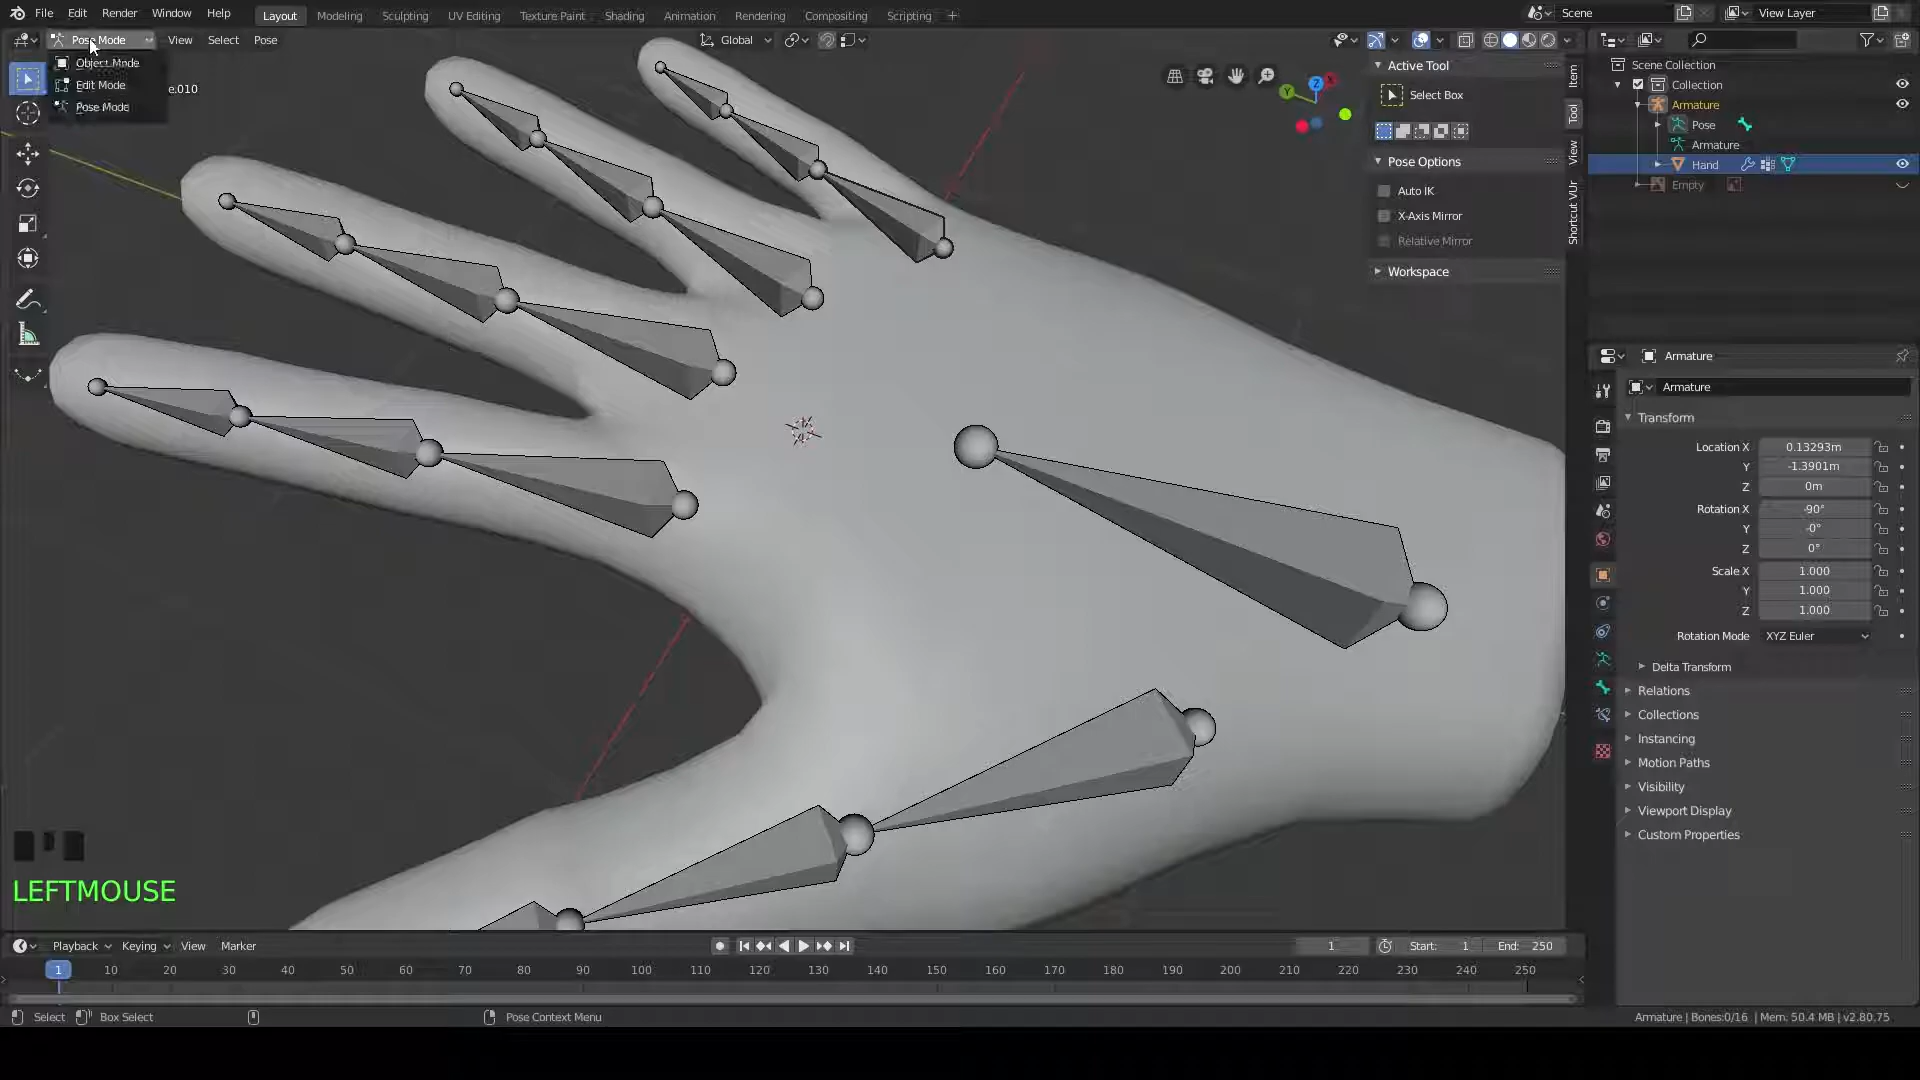 File Edit Render Window Help
Layout Modeling Sculpting UV Editing Texture Paint Shading Animation Rendering Compositing Scripting +
Scene
View Layer
Pose Mode View Select Pose
Global
Object Mode
Edit Mode
Pose Mode
e.010
Active Tool
Select Box
Pose Options
Auto IK
X-Axis Mirror
Relative Mirror
Workspace
Item
Tool
View
Shortcut VUr
Scene Collection
Collection
Armature
Pose
Armature
Hand
Empty
Armature
Armature
Transform
Location X 0.13293m
Y -1.3901m
Z 0m
Rotation X -90°
Y -0°
Z 0°
Scale X 1.000
Y 1.000
Z 1.000
Rotation Mode XYZ Euler
Delta Transform
Relations
Collections
Instancing
Motion Paths
Visibility
Viewport Display
Custom Properties
X
Y
Z
LEFTMOUSE
Playback Keying View Marker
1 Start: 1 End: 250
1 10 20 30 40 50 60 70 80 90 100 110 120 130 140 150 160 170 180 190 200 210 220 230 240 250
Select Box Select Pose Context Menu
Armature | Bones:0/16 | Mem: 50.4 MB | v2.80.75